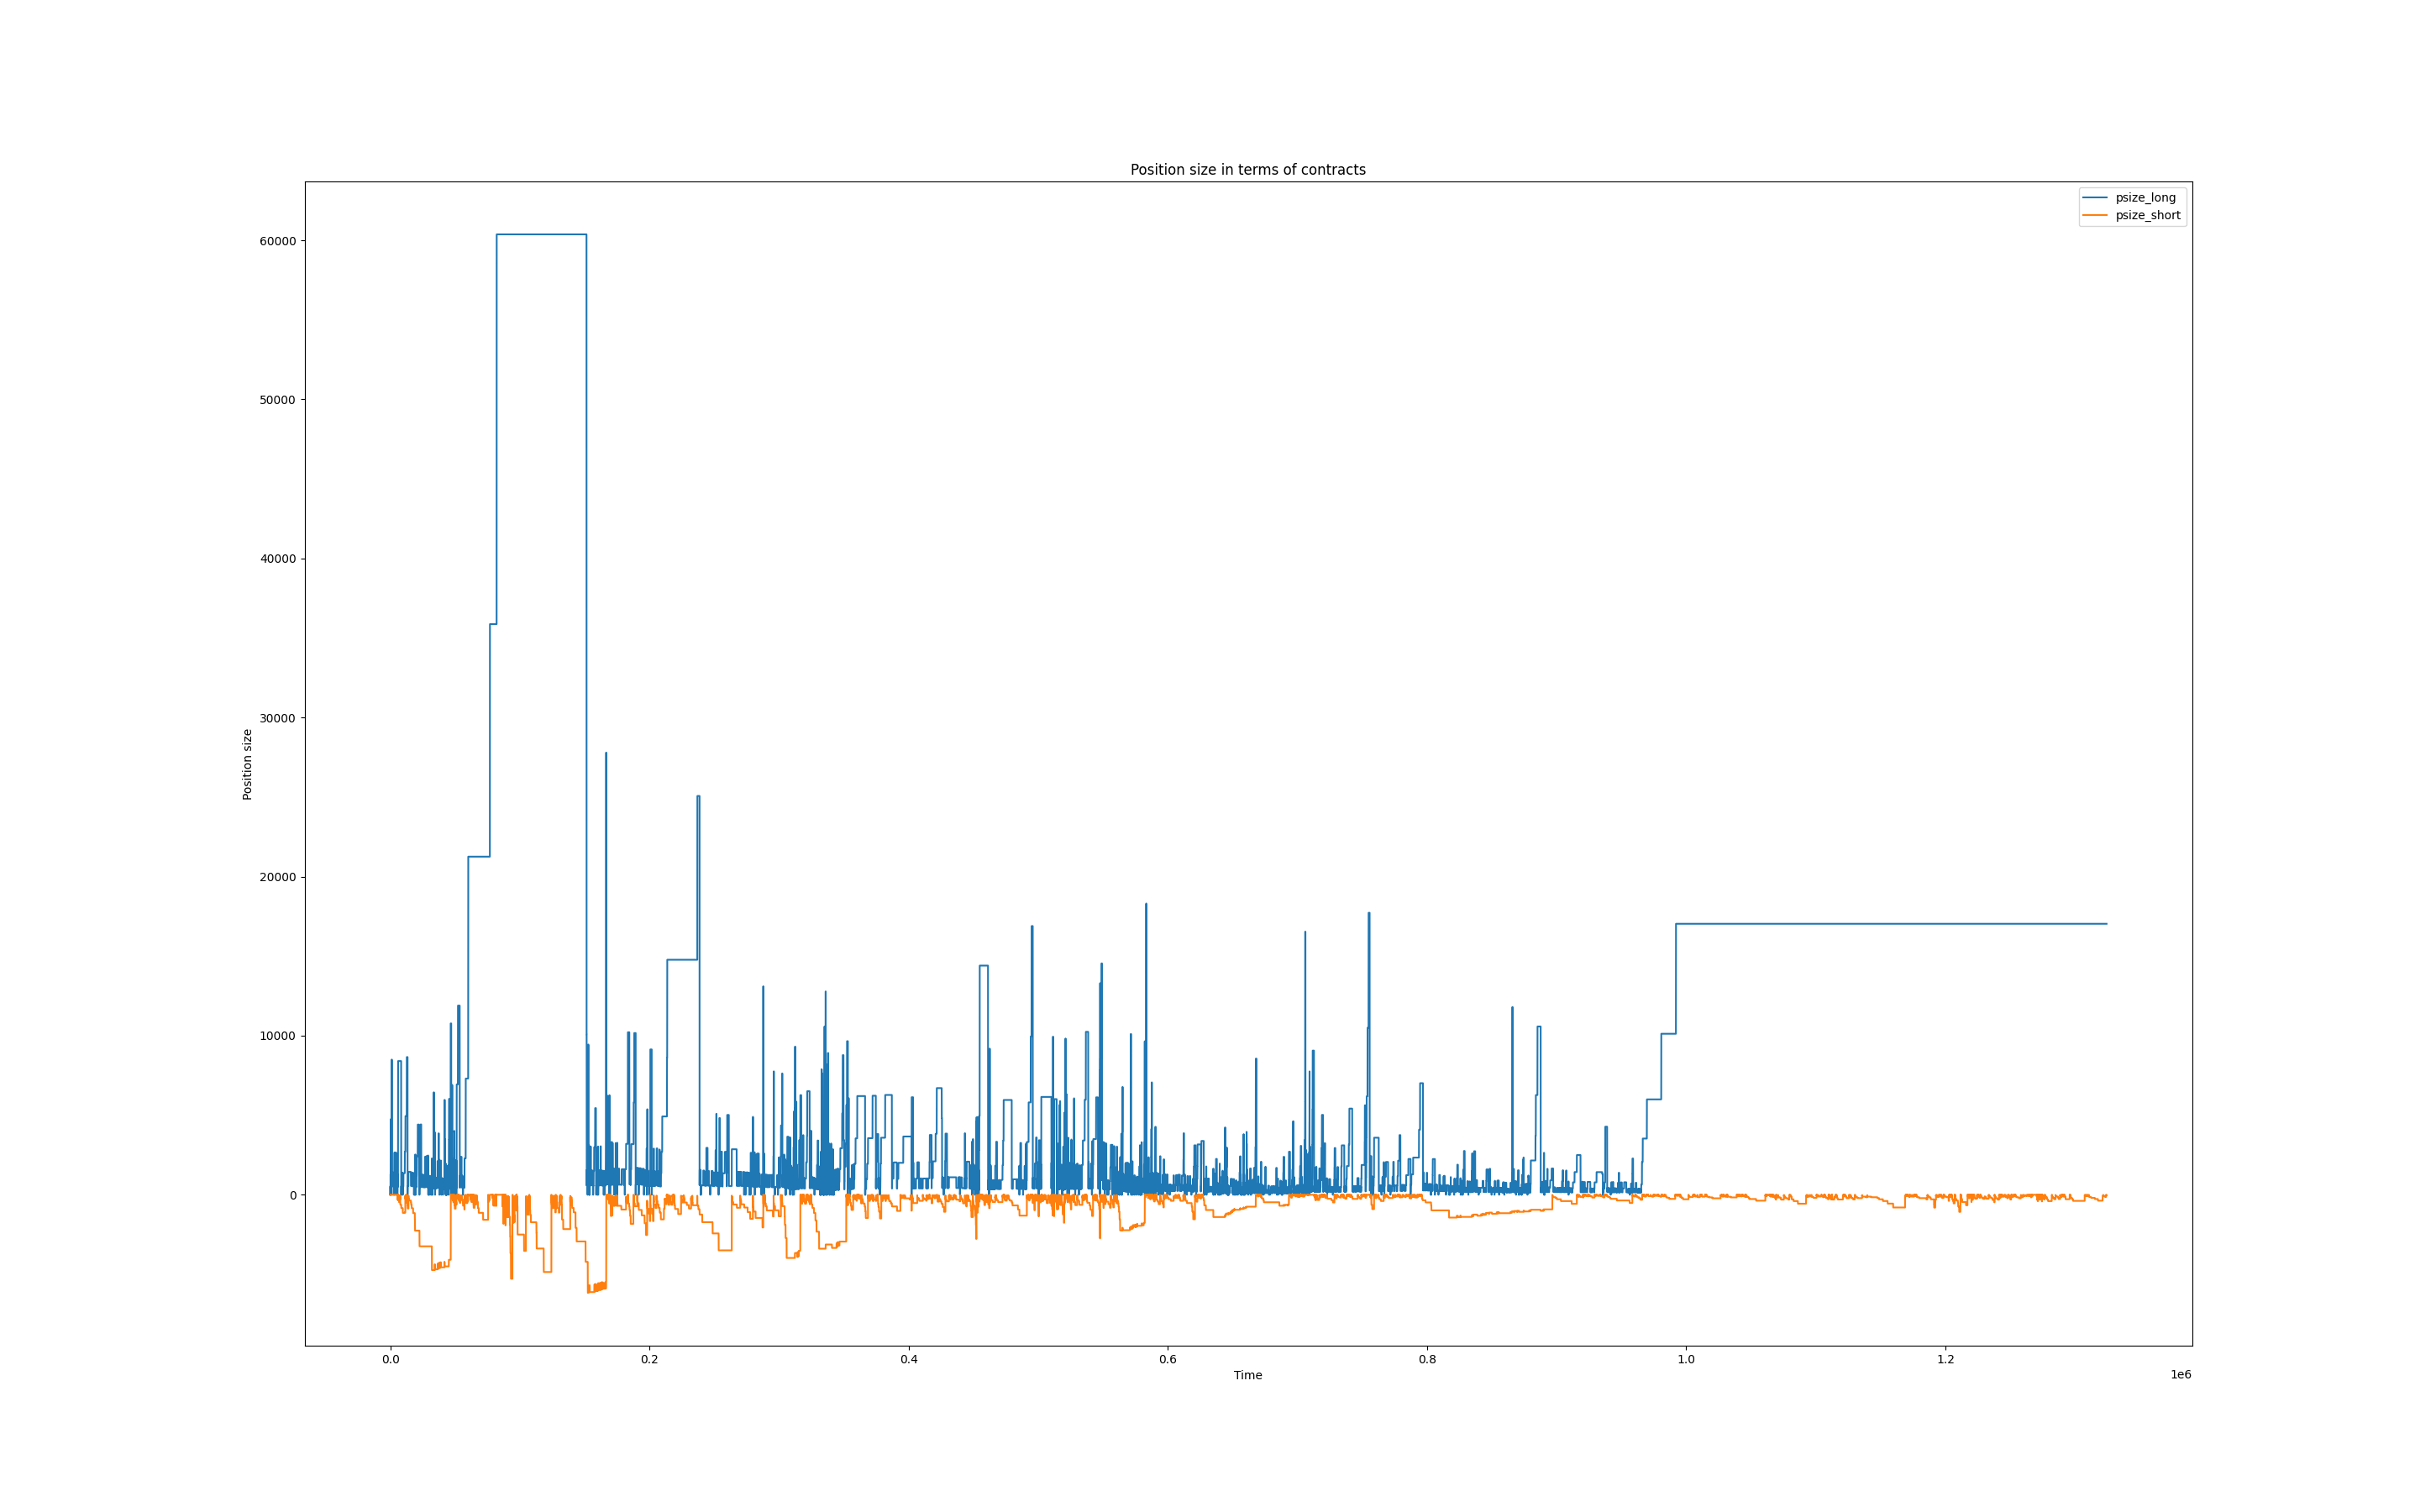 Position size in terms of contracts
psize_long
psize_short
60000
50000
40000
30000
20000
10000
0
Position size
0.0 0.2 0.4 0.6 0.8 1.0 1.2
Time
1e6